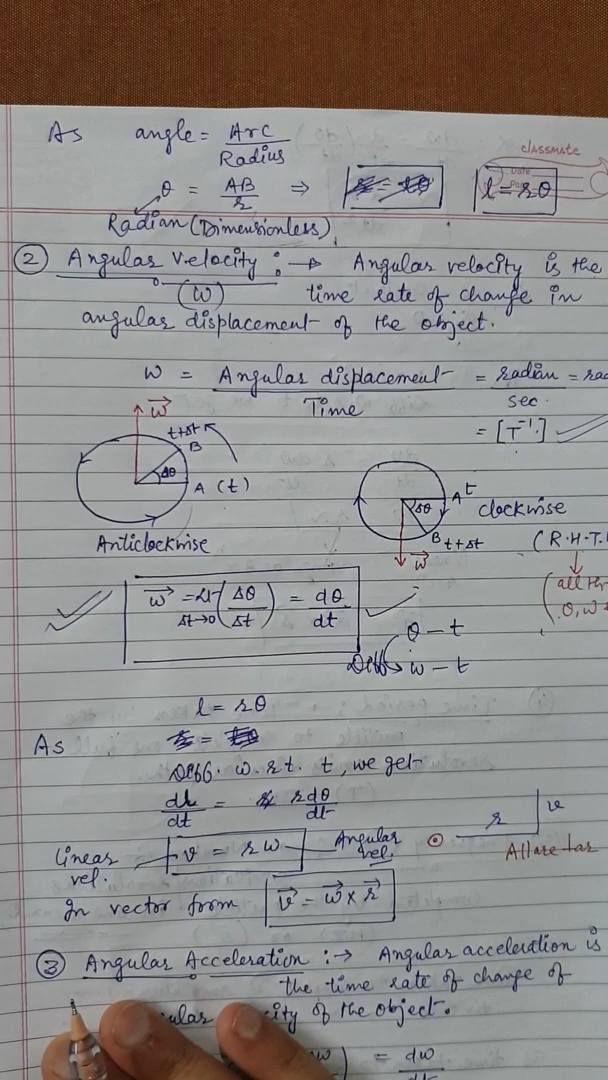 As angle = Arc / Radius
classmate
Date
θ = AB / r ⇒ l = rθ
Radian (Dimensionless)
② Angular Velocity :→ Angular velocity is the
(ω) time rate of change in
angular displacement of the object.
ω = Angular displacement / Time = radian / sec. = rad
= [T⁻¹]
ω⃗
t+Δt
B
Δθ
A (t)
Anticlockwise
Δθ
A t
clockwise
B t+Δt
ω⃗
(R.H.T.
ω⃗ = Lt Δt→0 (Δθ / Δt) = dθ / dt
θ – t
Diff ω – t
l = rθ
As
Diff. w.r.t. t, we get
dl / dt = r dθ / dt
linear vel. v = rω Angular vel.
r v
In vector from v⃗ = ω⃗ × r⃗
③ Angular Acceleration :→ Angular acceleration is
the time rate of change of
of the object.
= dω